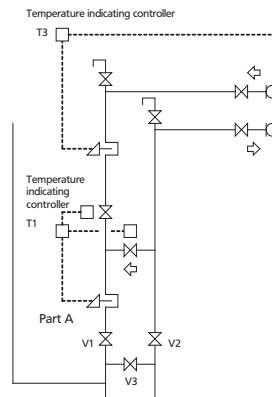 Temperature indicating controller
T3
Temperature
indicating
controller
T1
Part A
V1
V2
V3